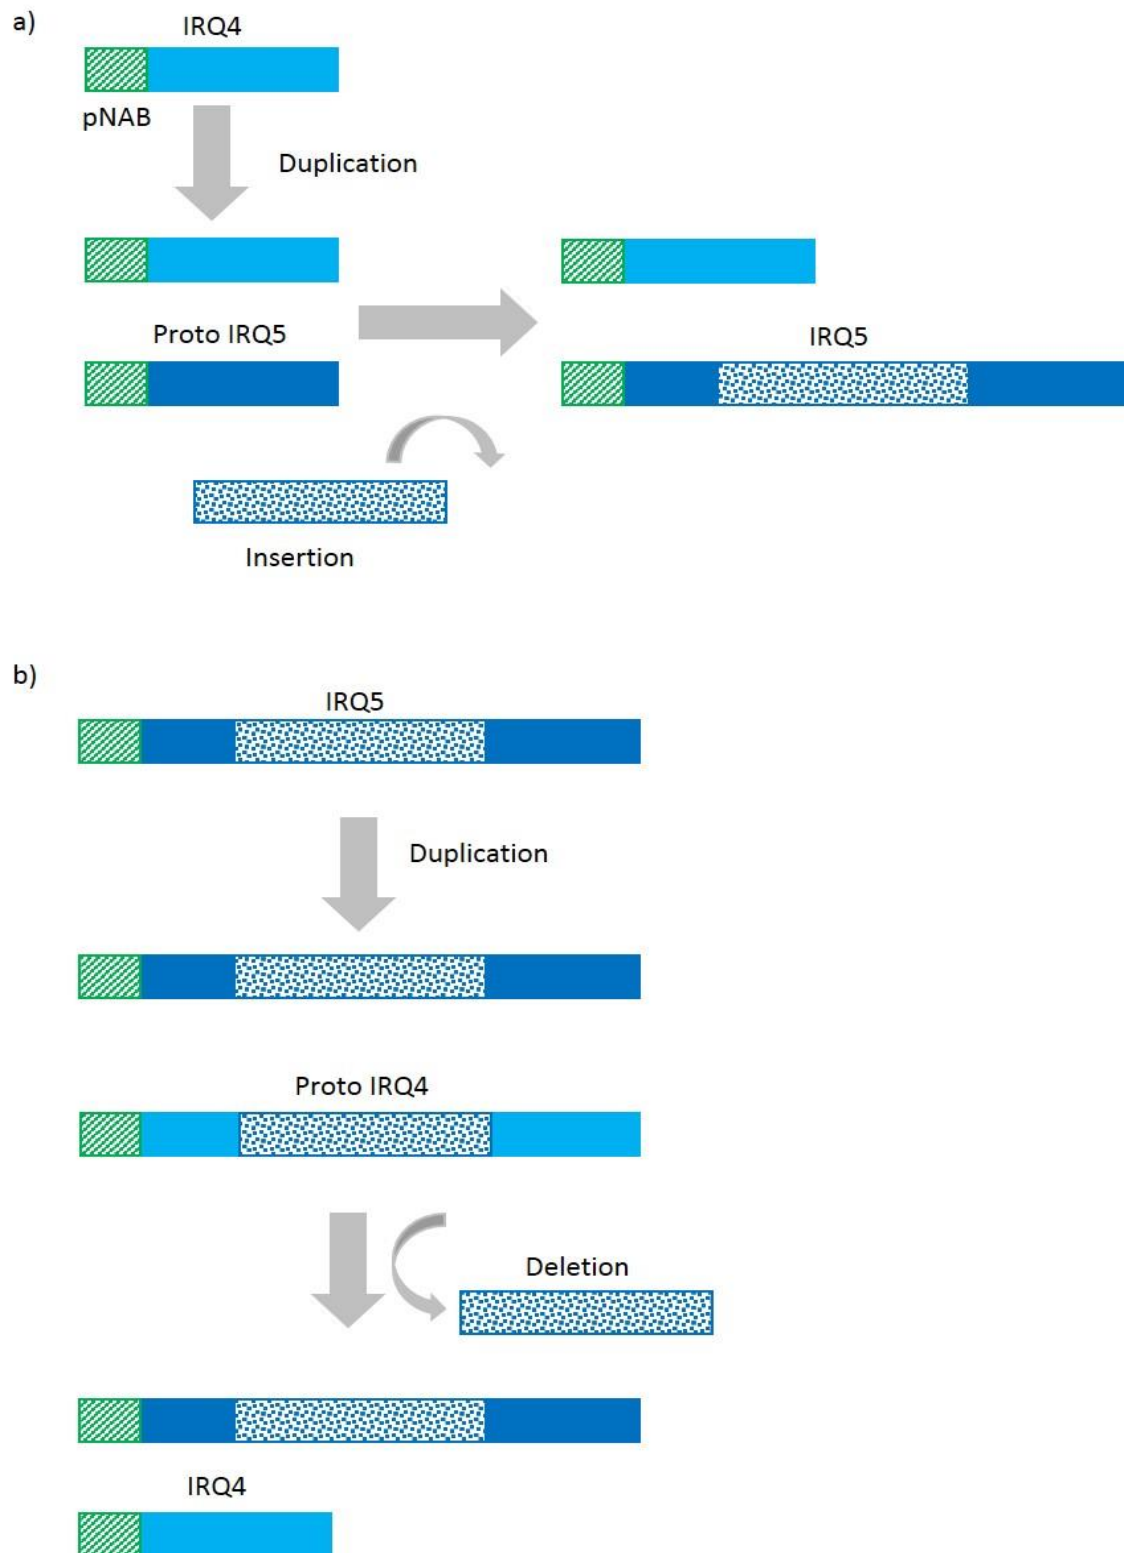 a)
IRQ4
pNAB
Duplication
Proto IRQ5
IRQ5
Insertion
b)
IRQ5
Duplication
Proto IRQ4
Deletion
IRQ4